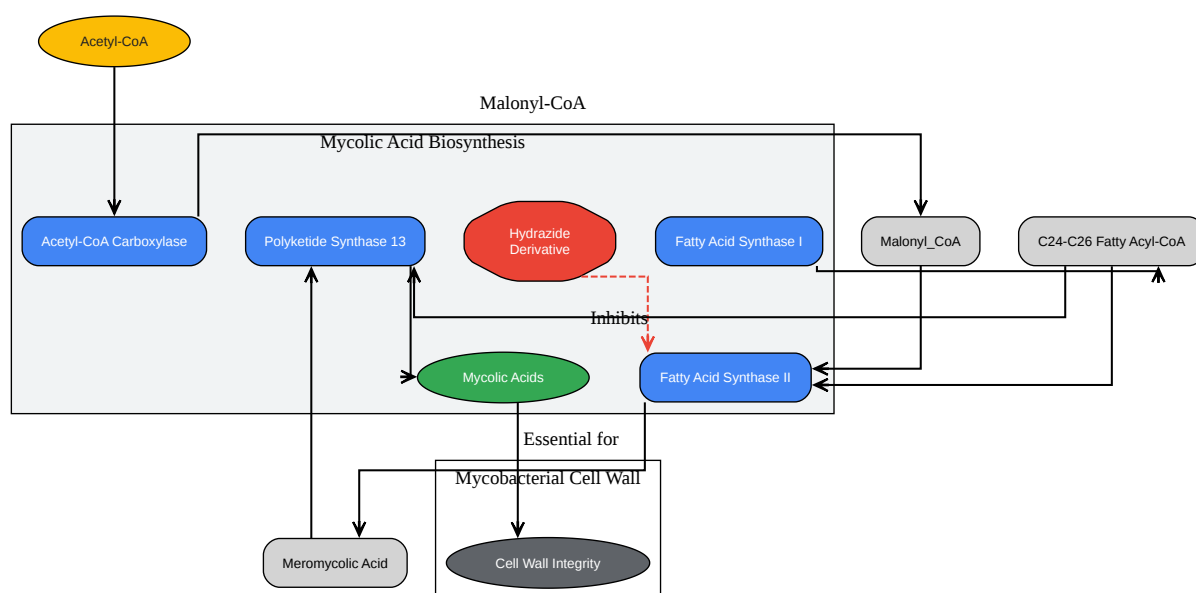 Acetyl-CoA
Malonyl-CoA
Mycolic Acid Biosynthesis
Acetyl-CoA Carboxylase
Polyketide Synthase 13
Hydrazide
Derivative
Fatty Acid Synthase I
Malonyl_CoA
C24-C26 Fatty Acyl-CoA
Inhibits
Mycolic Acids
Fatty Acid Synthase II
Essential for
Mycobacterial Cell Wall
Meromycolic Acid
Cell Wall Integrity